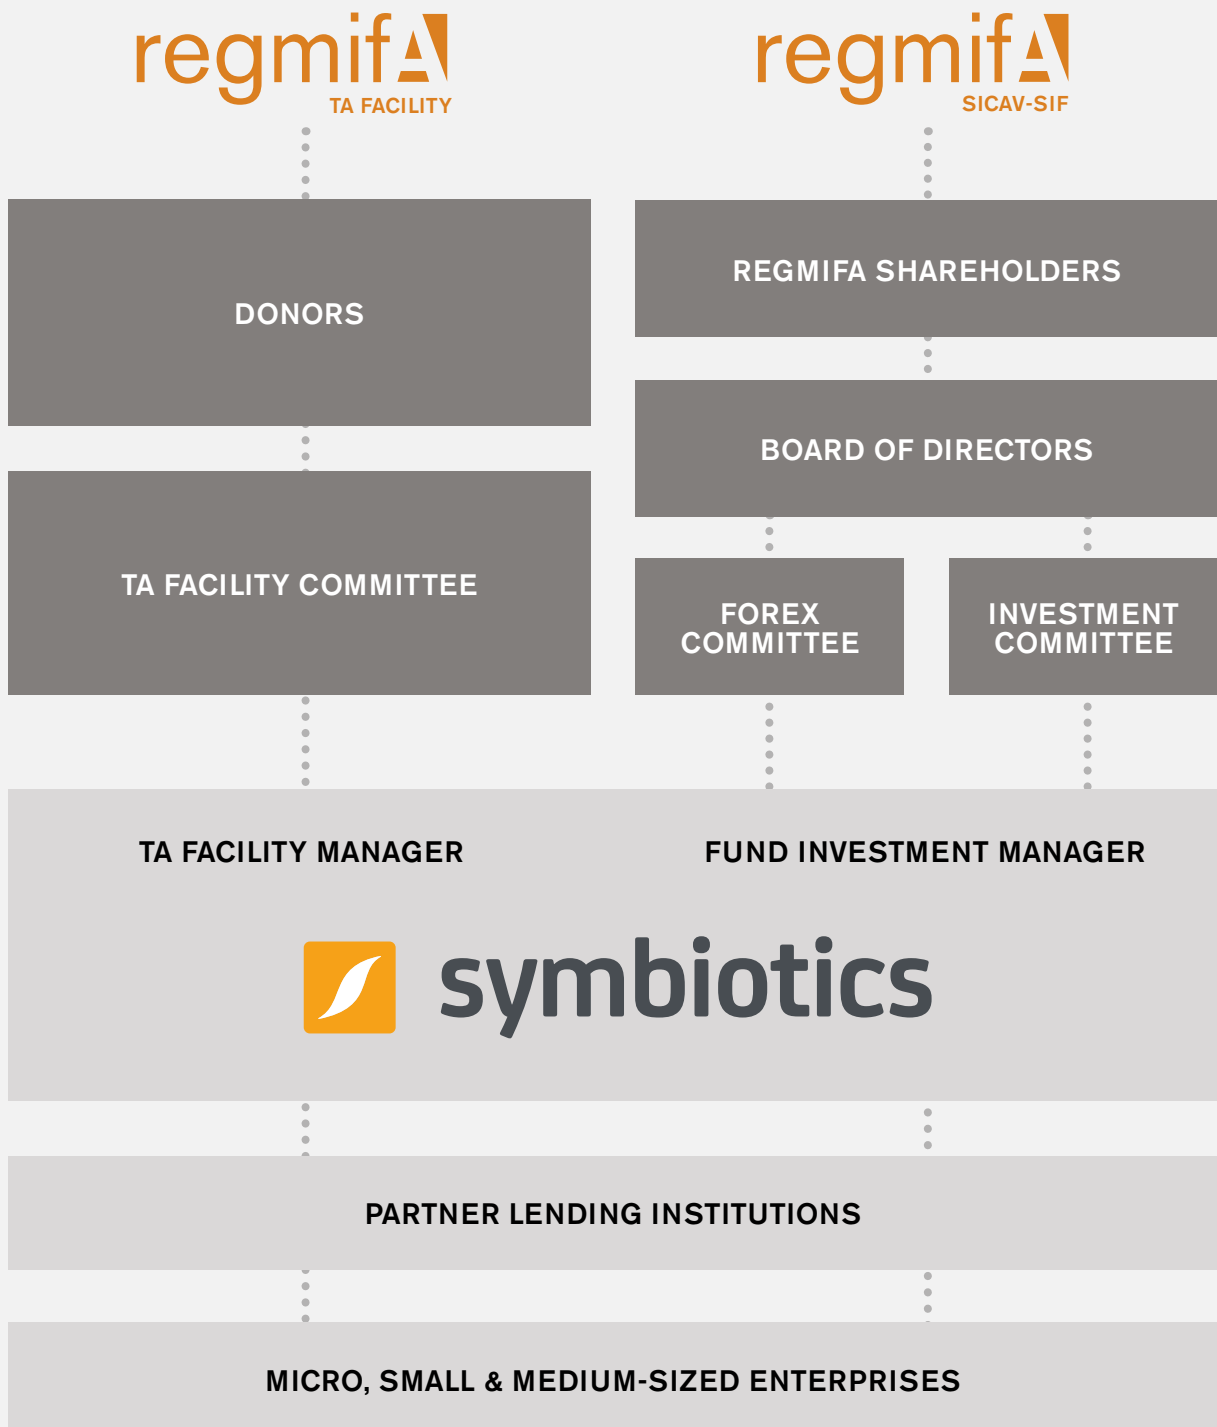 regmifA
TA FACILITY
regmifA
SICAV-SIF
DONORS
REGMIFA SHAREHOLDERS
BOARD OF DIRECTORS
TA FACILITY COMMITTEE
FOREX
COMMITTEE
INVESTMENT
COMMITTEE
TA FACILITY MANAGER
FUND INVESTMENT MANAGER
symbiotics
PARTNER LENDING INSTITUTIONS
MICRO, SMALL & MEDIUM-SIZED ENTERPRISES